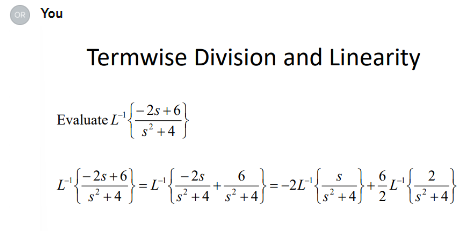 OR You
Termwise Division and Linearity
Evaluate L⁻¹{(−2s+6)/(s²+4)}
L⁻¹{(−2s+6)/(s²+4)} = L⁻¹{−2s/(s²+4) + 6/(s²+4)} = −2L⁻¹{s/(s²+4)} + 6/2 L⁻¹{2/(s²+4)}